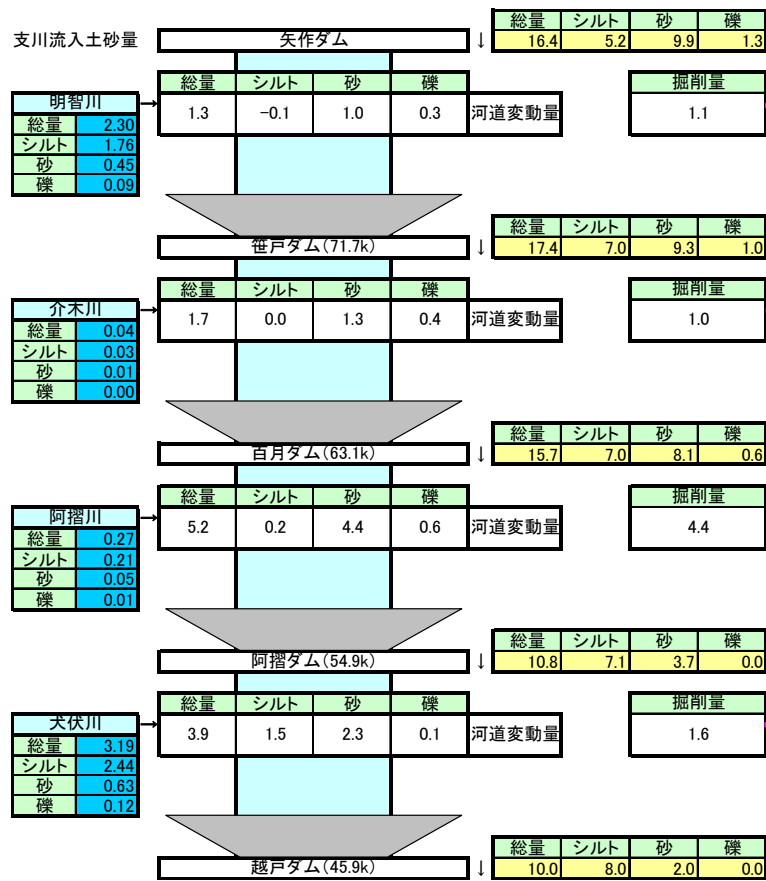 総量 シルト 砂 礫
支川流入土砂量 矢作ダム ↓ 16.4 5.2 9.9 1.3
総量 シルト 砂 礫 掘削量
明智川 → 1.3 -0.1 1.0 0.3 河道変動量 1.1
総量 2.30
シルト 1.76
砂 0.45
礫 0.09
総量 シルト 砂 礫
笹戸ダム(71.7k) ↓ 17.4 7.0 9.3 1.0
総量 シルト 砂 礫 掘削量
介木川 → 1.7 0.0 1.3 0.4 河道変動量 1.0
総量 0.04
シルト 0.03
砂 0.01
礫 0.00
総量 シルト 砂 礫
百月ダム(63.1k) ↓ 15.7 7.0 8.1 0.6
総量 シルト 砂 礫 掘削量
阿摺川 → 5.2 0.2 4.4 0.6 河道変動量 4.4
総量 0.27
シルト 0.21
砂 0.05
礫 0.01
総量 シルト 砂 礫
阿摺ダム(54.9k) ↓ 10.8 7.1 3.7 0.0
総量 シルト 砂 礫 掘削量
犬伏川 → 3.9 1.5 2.3 0.1 河道変動量 1.6
総量 3.19
シルト 2.44
砂 0.63
礫 0.12
総量 シルト 砂 礫
越戸ダム(45.9k) ↓ 10.0 8.0 2.0 0.0